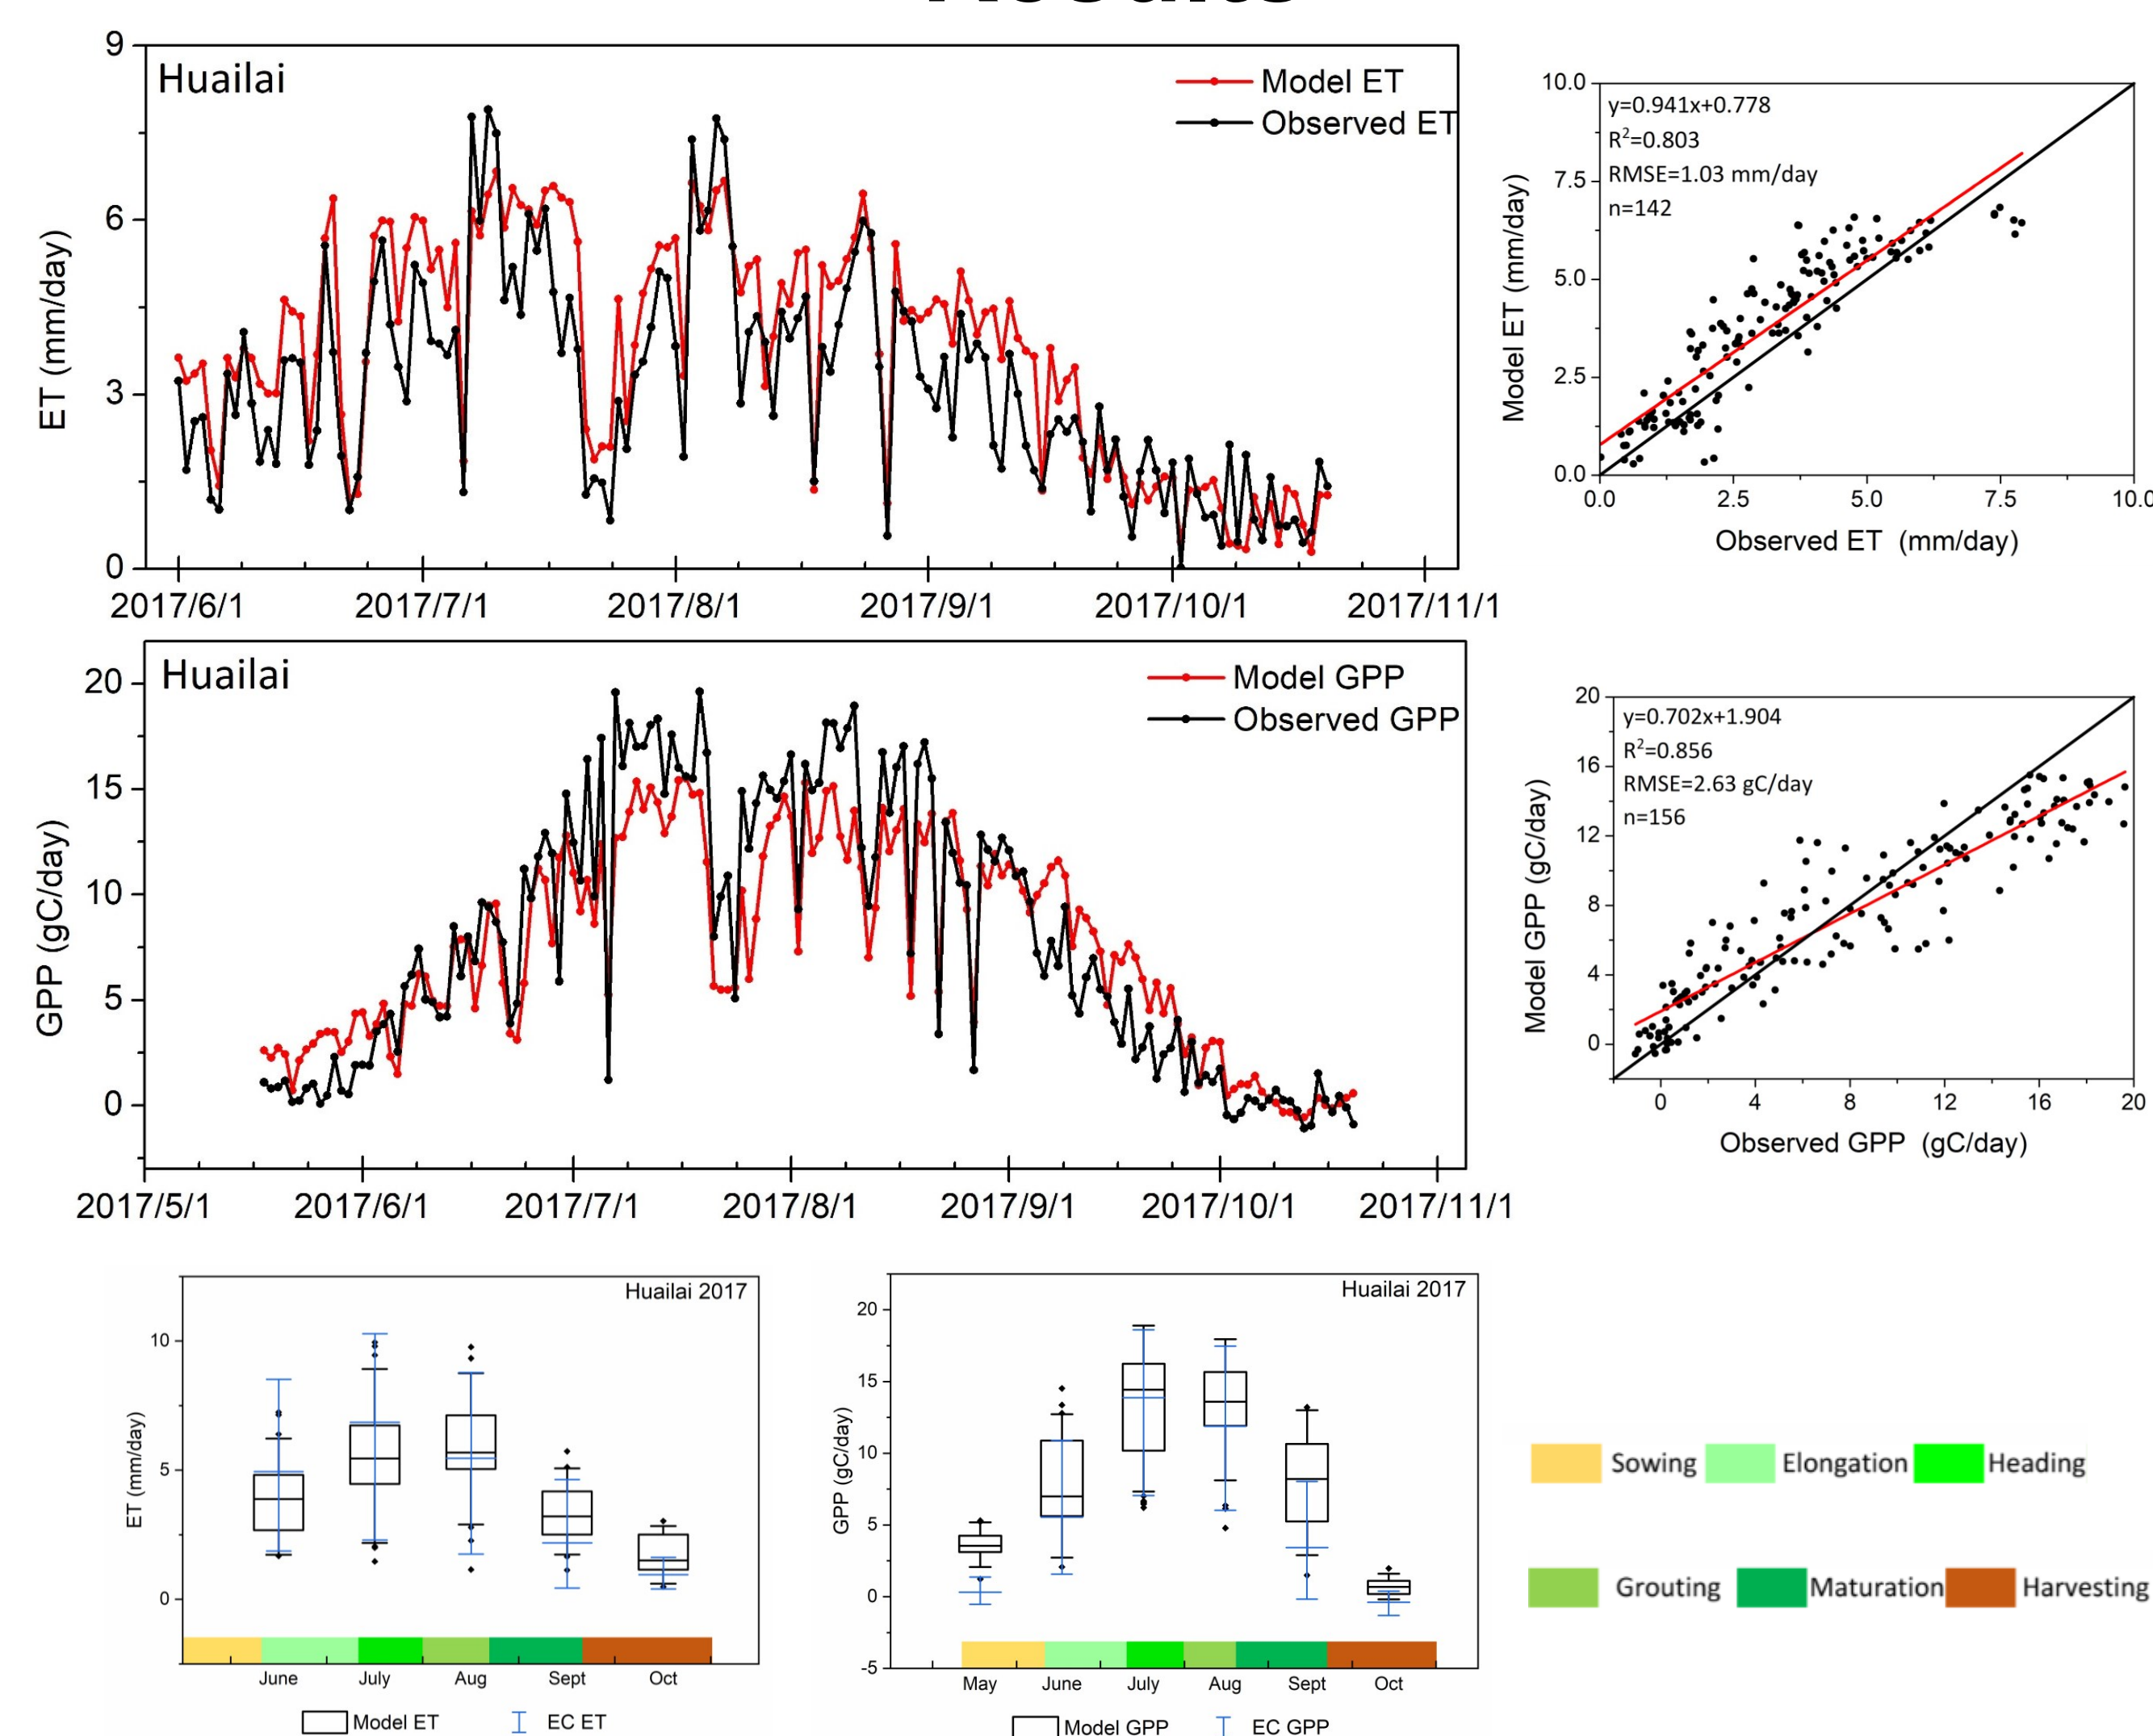 Results
9
6
3
0
ET (mm/day)
Huailai
Model ET
Observed ET
2017/6/1 2017/7/1 2017/8/1 2017/9/1 2017/10/1 2017/11/1
10.0
7.5
5.0
2.5
0.0
Model ET (mm/day)
y=0.941x+0.778
R²=0.803
RMSE=1.03 mm/day
n=142
0.0 2.5 5.0 7.5 10.0
Observed ET (mm/day)
20
15
10
5
0
GPP (gC/day)
Huailai
Model GPP
Observed GPP
2017/5/1 2017/6/1 2017/7/1 2017/8/1 2017/9/1 2017/10/1 2017/11/1
20
16
12
8
4
0
Model GPP (gC/day)
y=0.702x+1.904
R²=0.856
RMSE=2.63 gC/day
n=156
0 4 8 12 16 20
Observed GPP (gC/day)
Huailai 2017
10
5
0
ET (mm/day)
June July Aug Sept Oct
Model ET EC ET
Huailai 2017
20
15
10
5
0
-5
GPP (gC/day)
May June July Aug Sept Oct
Model GPP EC GPP
Sowing Elongation Heading
Grouting Maturation Harvesting